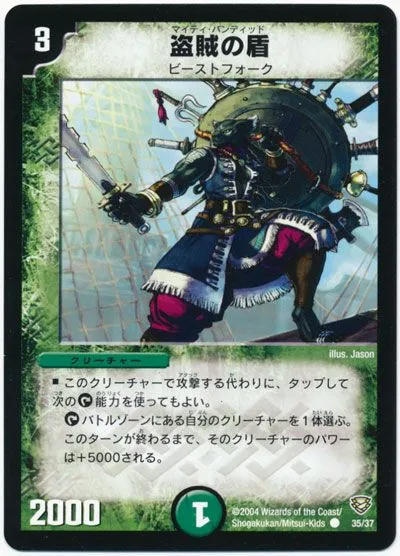 3
マイティ・バンディッド
盗賊の盾
ビーストフォーク
illus. Jason
クリーチャー
■ このクリーチャーで攻撃する代わりに、タップして
次の能力を使ってもよい。
バトルゾーンにある自分のクリーチャーを1体選ぶ。
このターンが終わるまで、そのクリーチャーのパワー
は+5000される。
2000
1
©2004 Wizards of the Coast/
Shogakukan/Mitsui-Kids ● 35/37